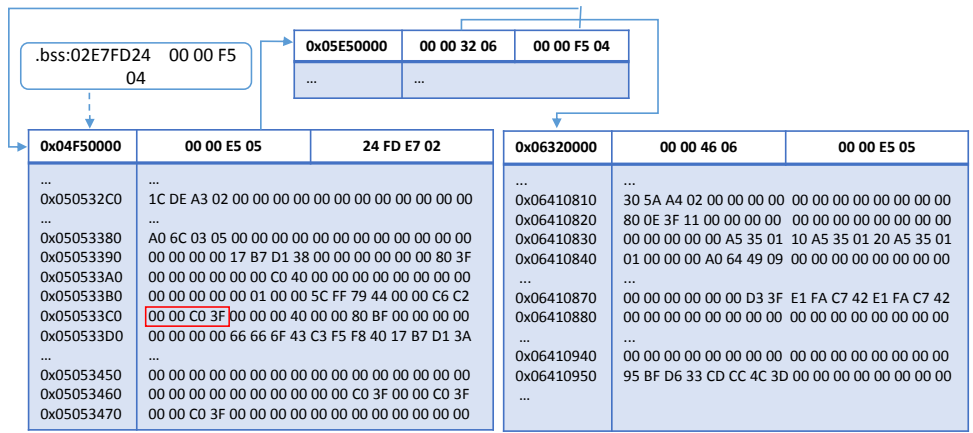 .bss:02E7FD24 00 00 F5
04
0x05E50000 00 00 32 06 00 00 F5 04
... ...
0x04F50000 00 00 E5 05 24 FD E7 02
... ...
0x050532C0 1C DE A3 02 00 00 00 00 00 00 00 00 00 00 00 00
... ...
0x05053380 A0 6C 03 05 00 00 00 00 00 00 00 00 00 00 00 00
0x05053390 00 00 00 00 17 B7 D1 38 00 00 00 00 00 00 80 3F
0x050533A0 00 00 00 00 00 00 C0 40 00 00 00 00 00 00 00 00
0x050533B0 00 00 00 00 00 01 00 00 5C FF 79 44 00 00 C6 C2
0x050533C0 00 00 C0 3F 00 00 00 40 00 00 80 BF 00 00 00 00
0x050533D0 00 00 00 00 66 66 6F 43 C3 F5 F8 40 17 B7 D1 3A
... ...
0x05053450 00 00 00 00 00 00 00 00 00 00 00 00 00 00 00 00
0x05053460 00 00 00 00 00 00 00 00 00 00 C0 3F 00 00 C0 3F
0x05053470 00 00 C0 3F 00 00 00 00 00 00 00 00 00 00 00 00
0x06320000 00 00 46 06 00 00 E5 05
... ...
0x06410810 30 5A A4 02 00 00 00 00 00 00 00 00 00 00 00 00
0x06410820 80 0E 3F 11 00 00 00 00 00 00 00 00 00 00 00 00
0x06410830 00 00 00 00 00 A5 35 01 10 A5 35 01 20 A5 35 01
0x06410840 01 00 00 00 A0 64 49 09 00 00 00 00 00 00 00 00
... ...
0x06410870 00 00 00 00 00 00 D3 3F E1 FA C7 42 E1 FA C7 42
0x06410880 00 00 00 00 00 00 00 00 00 00 00 00 00 00 00 00
... ...
0x06410940 00 00 00 00 00 00 00 00 00 00 00 00 00 00 00 00
0x06410950 95 BF D6 33 CD CC 4C 3D 00 00 00 00 00 00 00 00
...